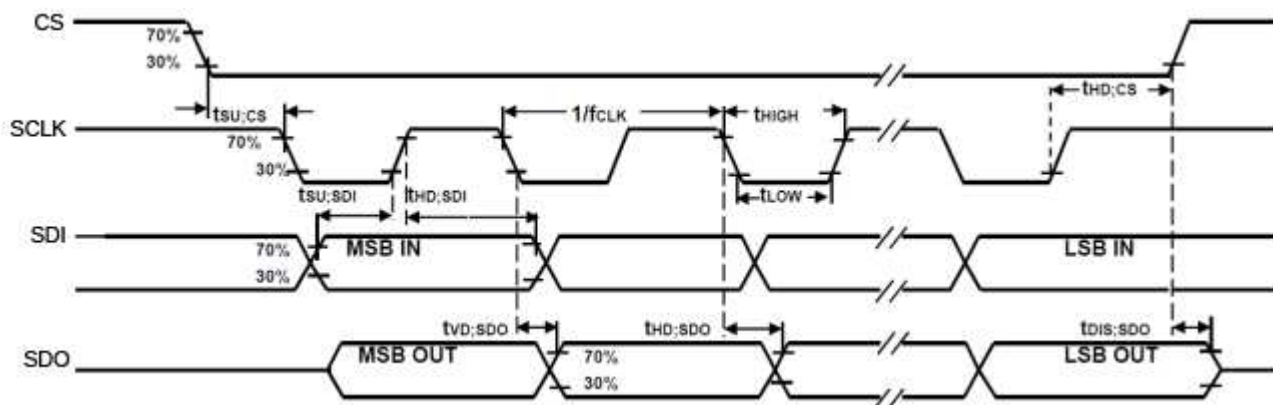 CS
70%
30%
tSU;CS
1/fCLK
tHIGH
tHD;CS
SCLK
70%
30%
tSU;SDI
tHD;SDI
tLOW
SDI
70%
30%
MSB IN
LSB IN
tVD;SDO
tHD;SDO
tDIS;SDO
SDO
MSB OUT
70%
30%
LSB OUT